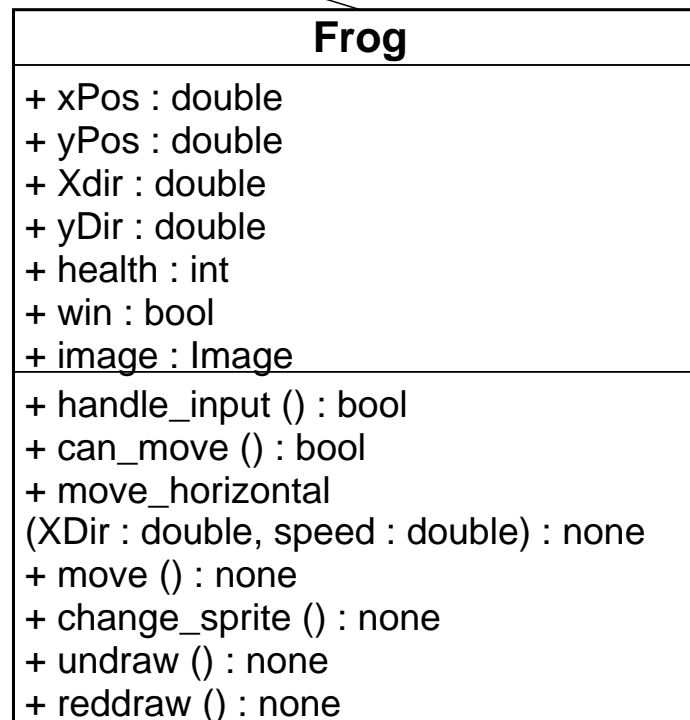 Frog
+ xPos : double
+ yPos : double
+ Xdir : double
+ yDir : double
+ health : int
+ win : bool
+ image : Image
+ handle_input () : bool
+ can_move () : bool
+ move_horizontal
(XDir : double, speed : double) : none
+ move () : none
+ change_sprite () : none
+ undraw () : none
+ reddraw () : none